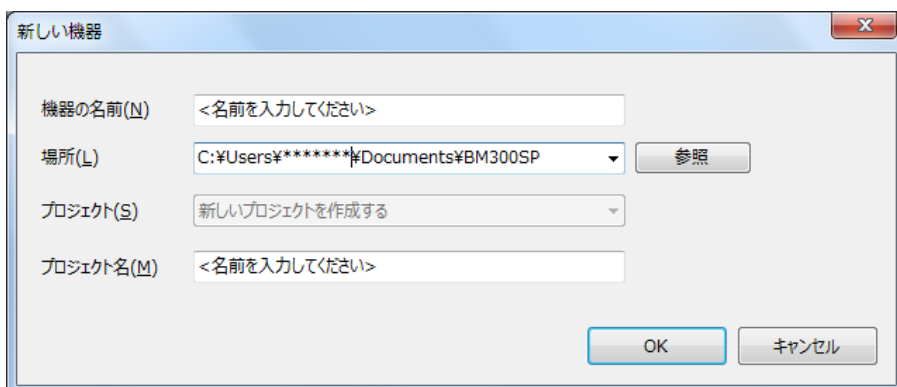 新しい機器
機器の名前(N) <名前を入力してください>
場所(L) C:¥Users¥*******¥Documents¥BM300SP 参照
プロジェクト(S) 新しいプロジェクトを作成する
プロジェクト名(M) <名前を入力してください>
OK キャンセル